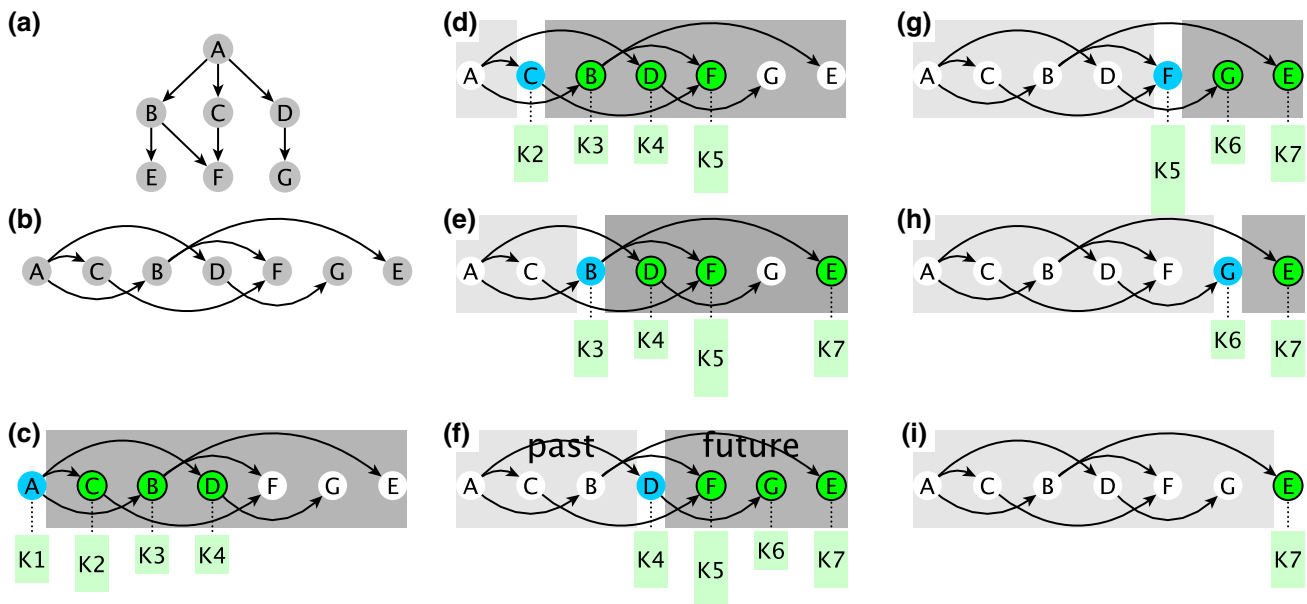 (a)
A
B C D
E F G
(b)
A C B D F G E
(c)
A C B D F G E
K1 K2 K3 K4
(d)
A C B D F G E
K2 K3 K4 K5
(e)
A C B D F G E
K3 K4 K5 K7
(f)
past future
A C B D F G E
K4 K5 K6 K7
(g)
A C B D F G E
K5 K6 K7
(h)
A C B D F G E
K6 K7
(i)
A C B D F G E
K7